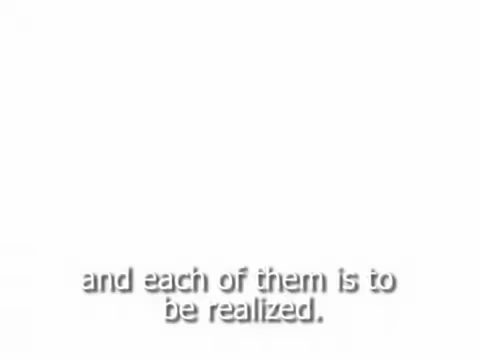 and each of them is to
be realized.